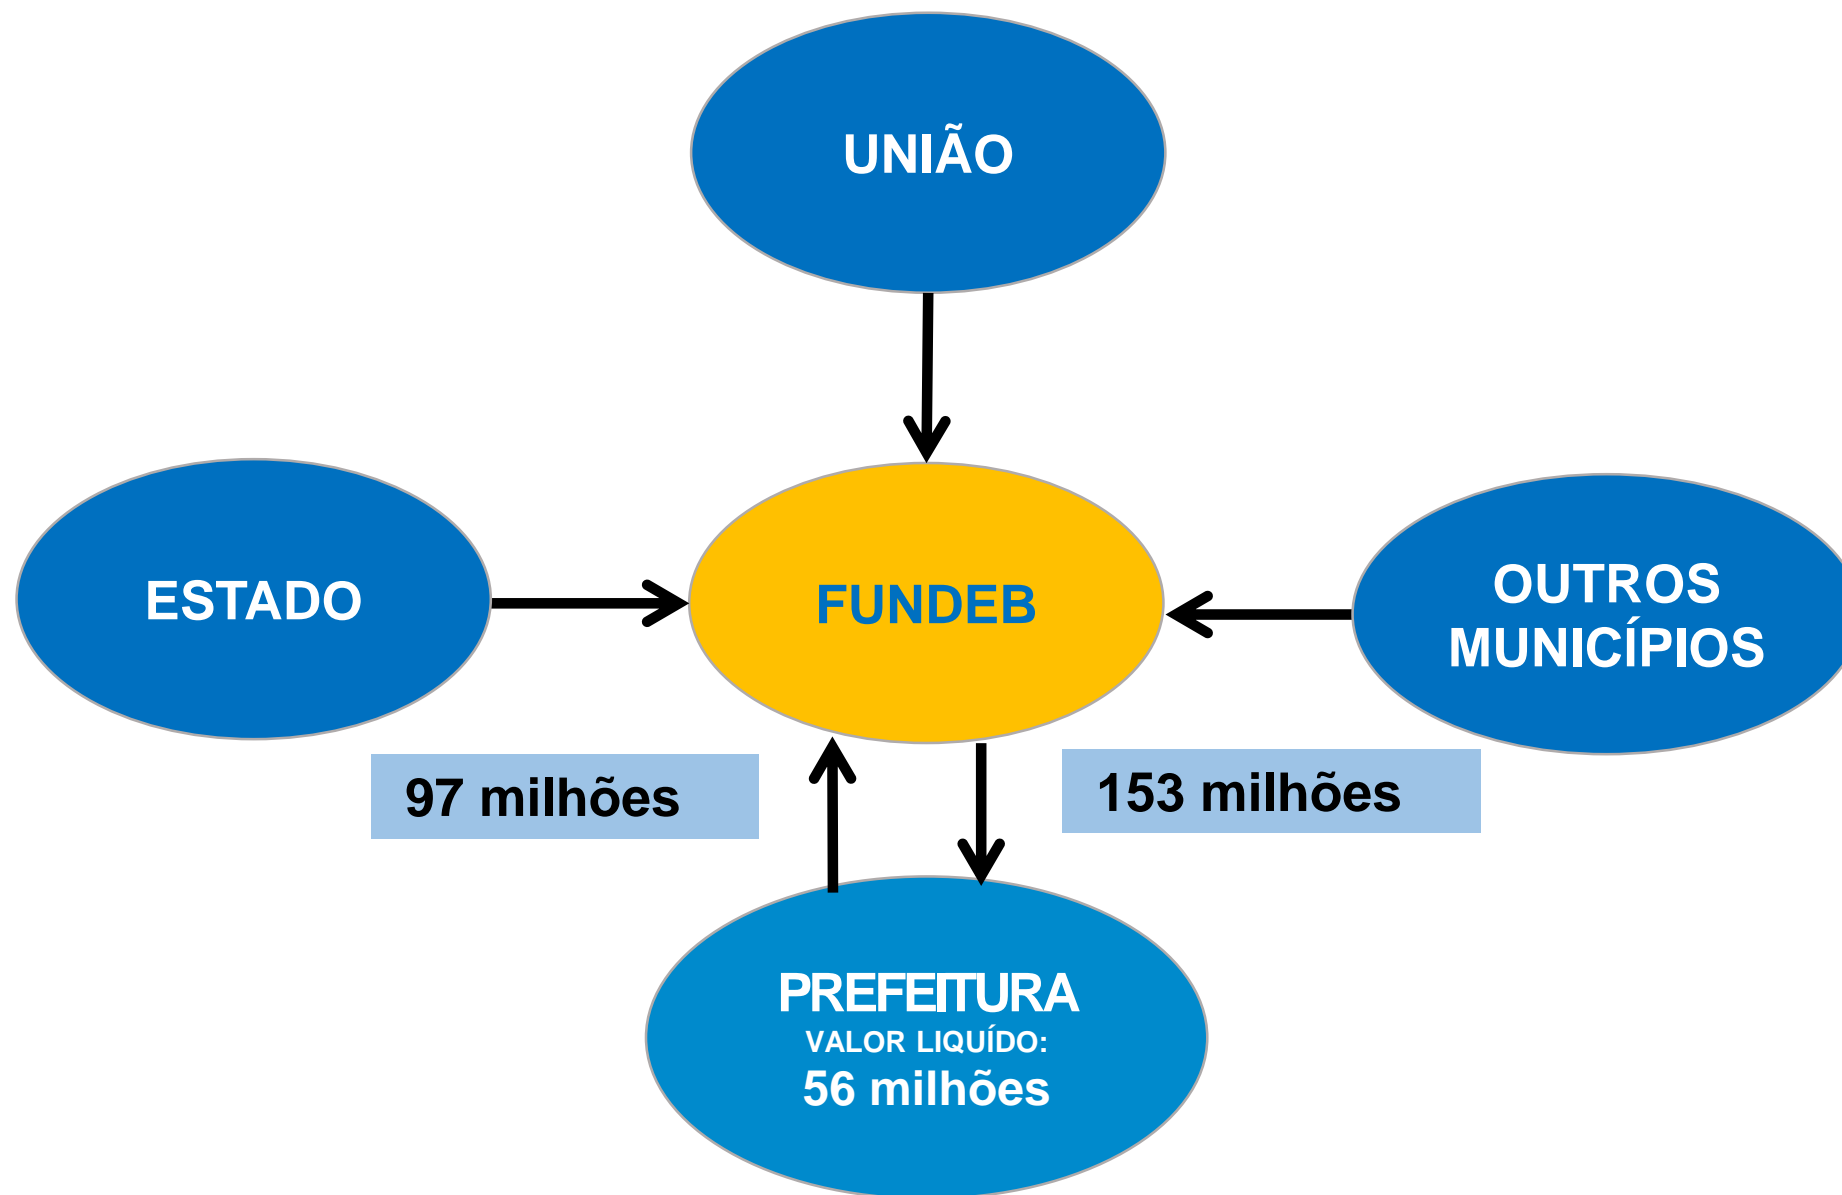 UNIÃO
ESTADO
FUNDEB
OUTROS
MUNICÍPIOS
97 milhões
153 milhões
PREFEITURA
VALOR LIQUÍDO:
56 milhões